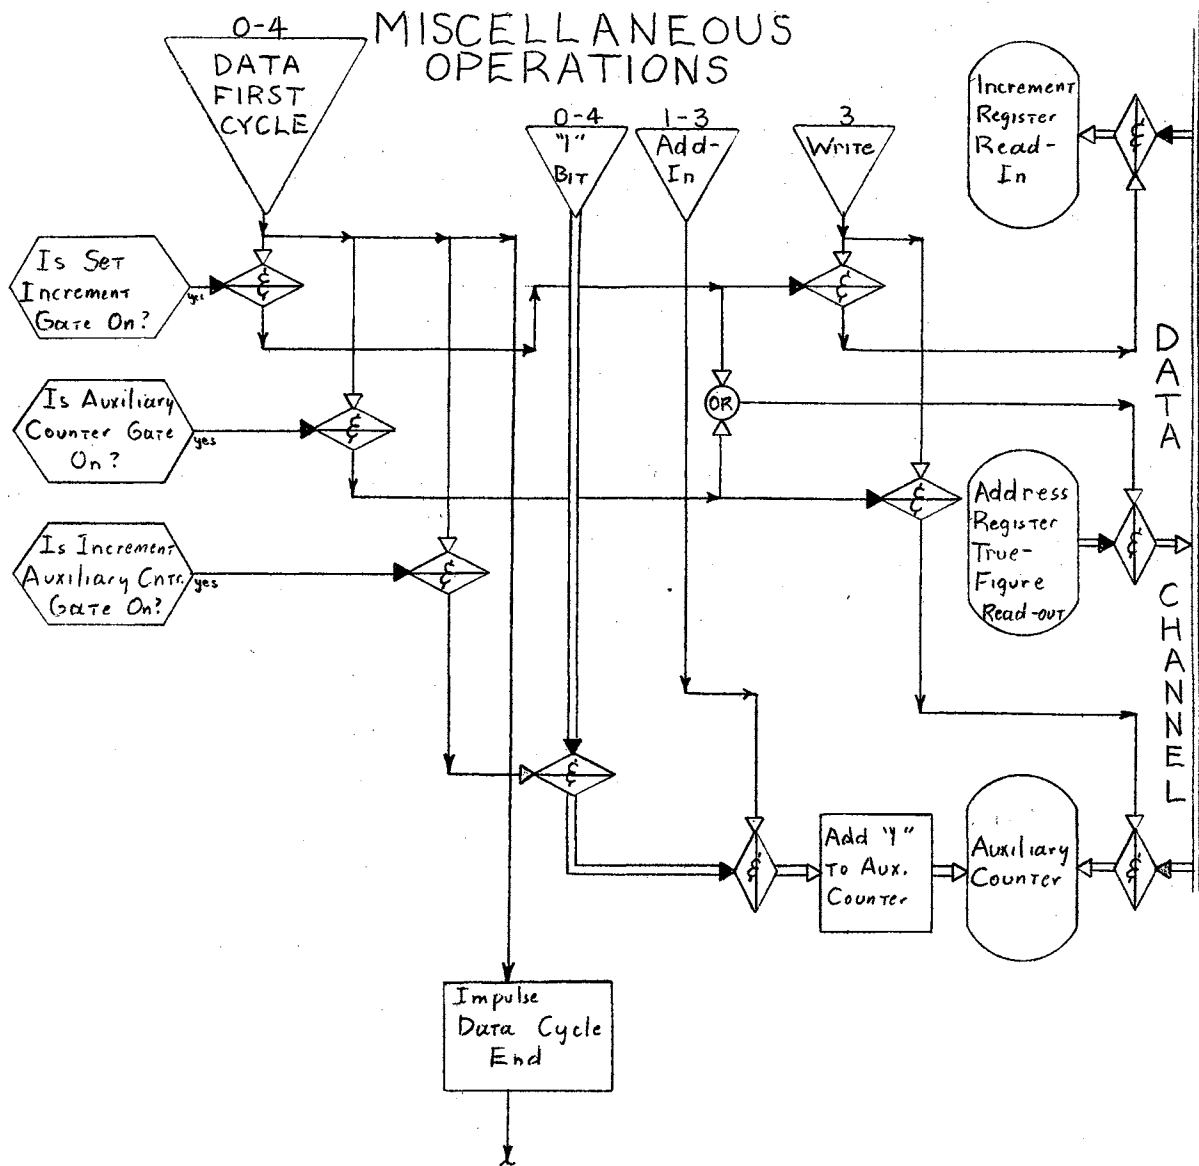 MISCELLANEOUS
OPERATIONS
0-4
DATA
FIRST
CYCLE
0-4
"1"
BIT
1-3
Add-
In
3
Write
Increment
Register
Read-
In
&
Is Set
Increment
Gate On?
yes
&
&
DATA
Is Auxiliary
Counter Gate
On?
yes
&
OR
Address
Register
True-
Figure
Read-out
&
&
Is Increment
Auxiliary Cntr.
Gate On?
yes
&
CHANNEL
&
Add "1"
to Aux.
Counter
Auxiliary
Counter
&
&
Impulse
Data Cycle
End